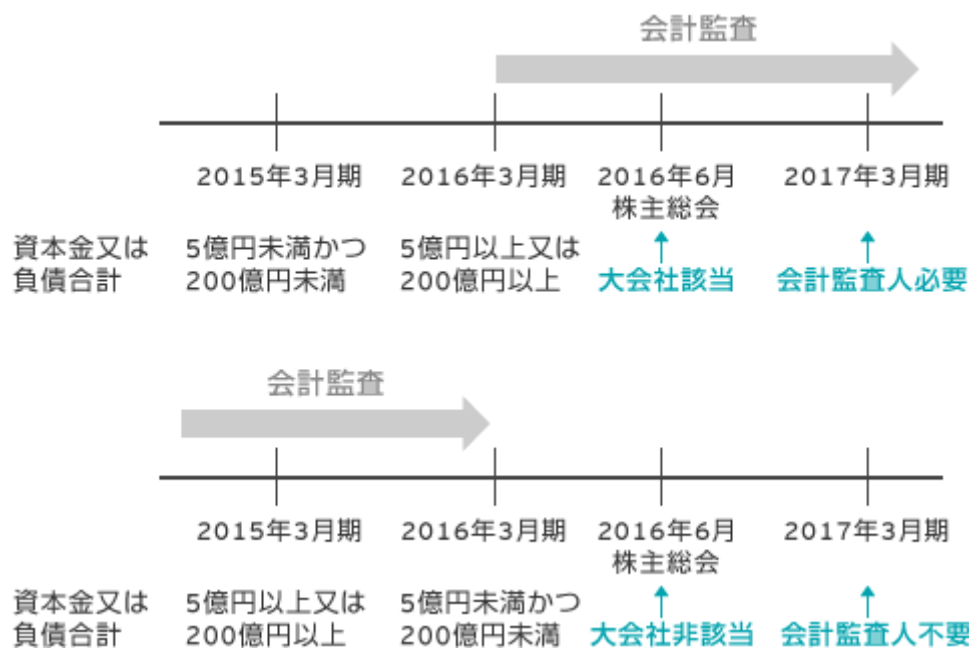 会計監査
2015年3月期 2016年3月期 2016年6月 2017年3月期
株主総会
資本金又は 5億円未満かつ 5億円以上又は
負債合計 200億円未満 200億円以上 大会社該当 会計監査人必要
会計監査
2015年3月期 2016年3月期 2016年6月 2017年3月期
株主総会
資本金又は 5億円以上又は 5億円未満かつ
負債合計 200億円以上 200億円未満 大会社非該当 会計監査人不要